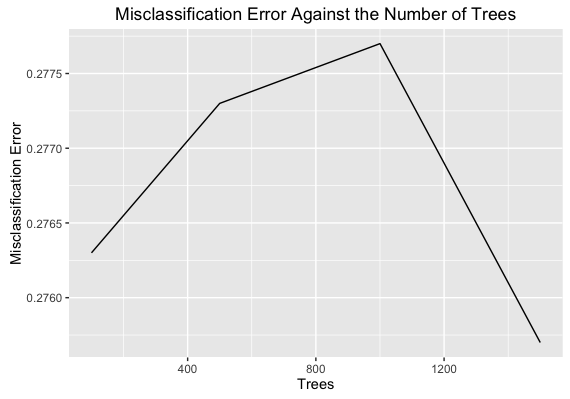 Misclassification Error Against the Number of Trees
Misclassification Error
0.2775
0.2770
0.2765
0.2760
400
800
1200
Trees